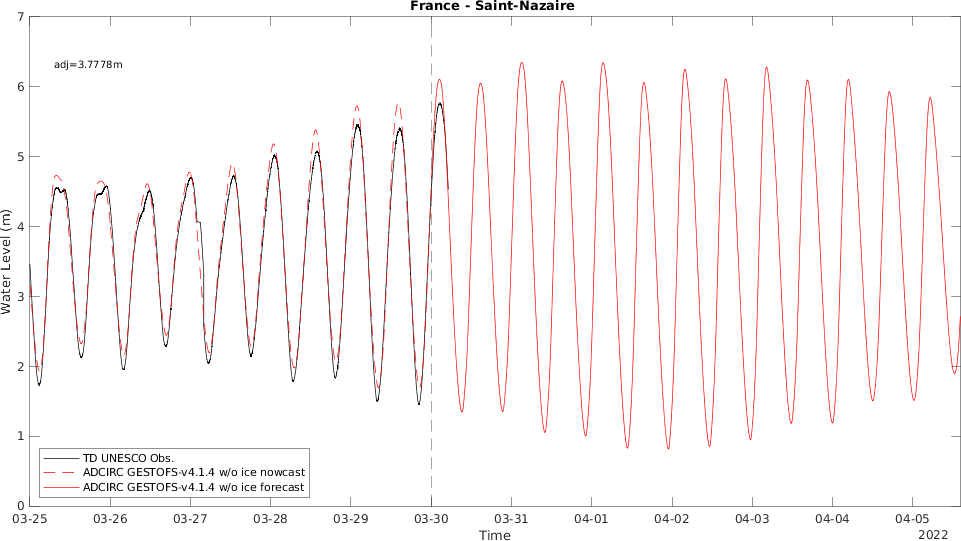 France - Saint-Nazaire
adj=3.7778m
7
6
5
4
3
2
1
0
Water Level (m)
TD UNESCO Obs.
ADCIRC GESTOFS-v4.1.4 w/o ice nowcast
ADCIRC GESTOFS-v4.1.4 w/o ice forecast
03-25 03-26 03-27 03-28 03-29 03-30 03-31 04-01 04-02 04-03 04-04 04-05
Time
2022